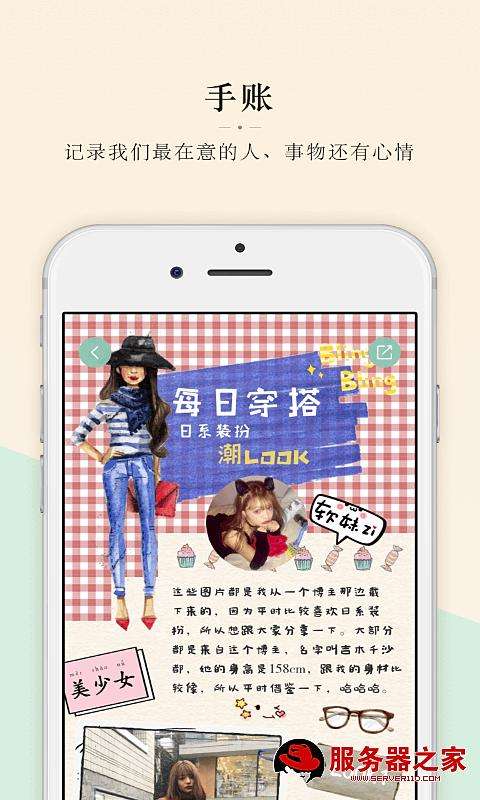 手账
记录我们最在意的人、事物还有心情
Bling
Bling
每日穿搭
日系装扮
潮LOOK
软妹zi
这些图片都是我从一个博主那边截
下来的，因为平时比较喜欢日系装
扮，所以想跟大家分享一下。大部分
都是来自这个博主，名字叫吉木千沙
都，她的身高是158cm，跟我的身材比
较像，所以平时借鉴一下，哈哈哈。
měi shào nǚ
美少女
服务器之家
WWW.SERVER110.COM